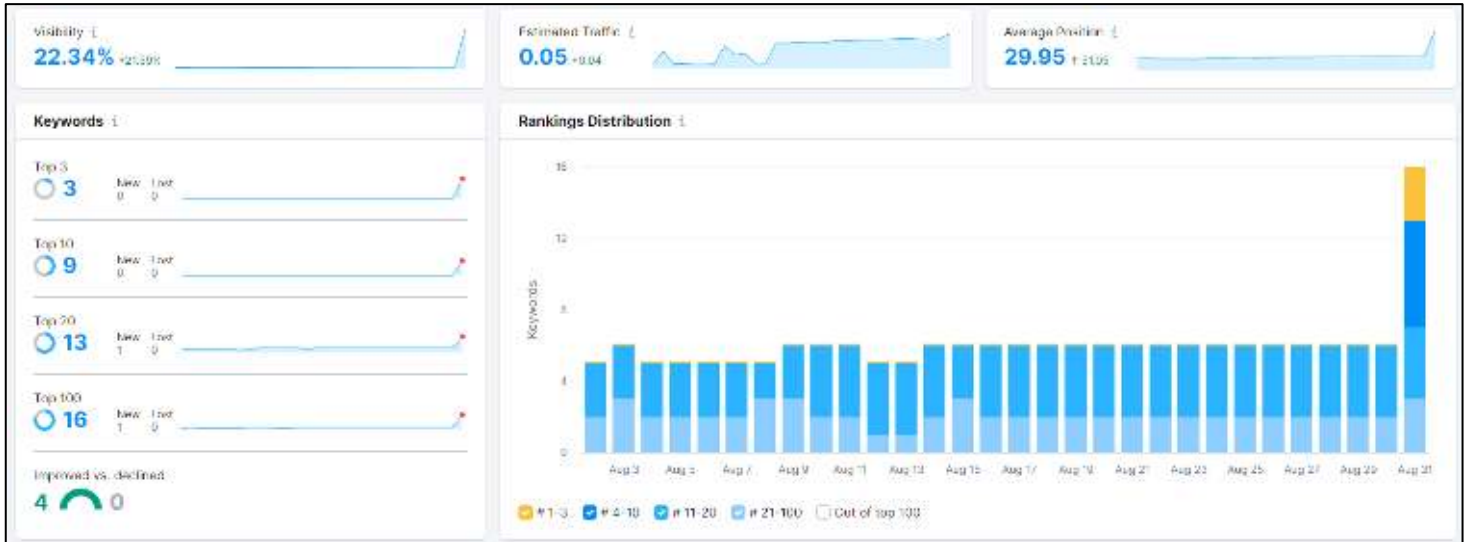 Visibility i
22.34%
Estimated Traffic i
0.05 +0.04
Average Position i
29.95
Keywords i
Top 3
3
New Lost
0 0
Top 10
9
New Lost
0 0
Top 20
13
New Lost
1 0
Top 100
16
New Lost
1 0
Improved vs. declined
4 0
Rankings Distribution i
Keywords
16
12
8
4
0
Aug 3 Aug 5 Aug 7 Aug 9 Aug 11 Aug 13 Aug 15 Aug 17 Aug 19 Aug 21 Aug 23 Aug 25 Aug 27 Aug 29 Aug 31
# 1-3 # 4-10 # 11-20 # 21-100 Out of top 100